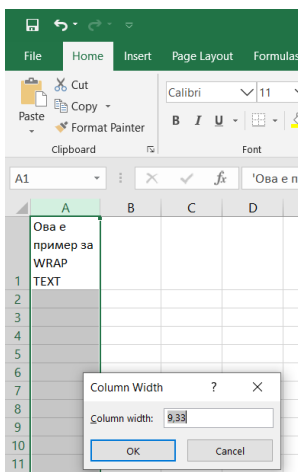 File Home Insert Page Layout Formulas
Cut
Copy
Paste
Format Painter
Clipboard
Calibri 11
B I U
Font
A1 fx 'Ова е п
A B C D
Ова е
пример за
WRAP
1 TEXT
2
3
4
5
6
7
8
9
10
11
Column Width ? X
Column width: 9,33
OK Cancel